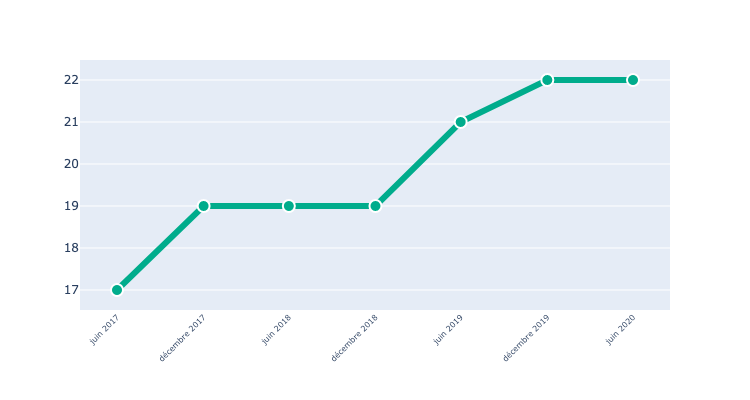 22
21
20
19
18
17
juin 2017
décembre 2017
juin 2018
décembre 2018
juin 2019
décembre 2019
juin 2020